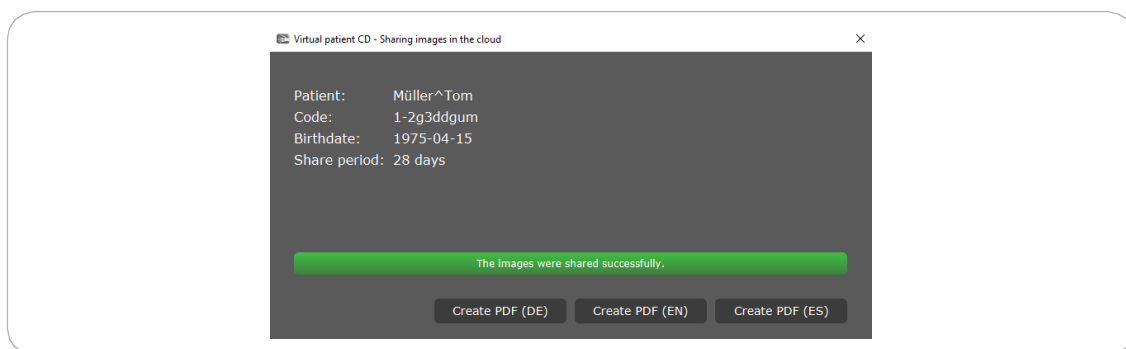 Virtual patient CD - Sharing images in the cloud
Patient: Müller^Tom
Code: 1-2g3ddgum
Birthdate: 1975-04-15
Share period: 28 days
The images were shared successfully.
Create PDF (DE) Create PDF (EN) Create PDF (ES)